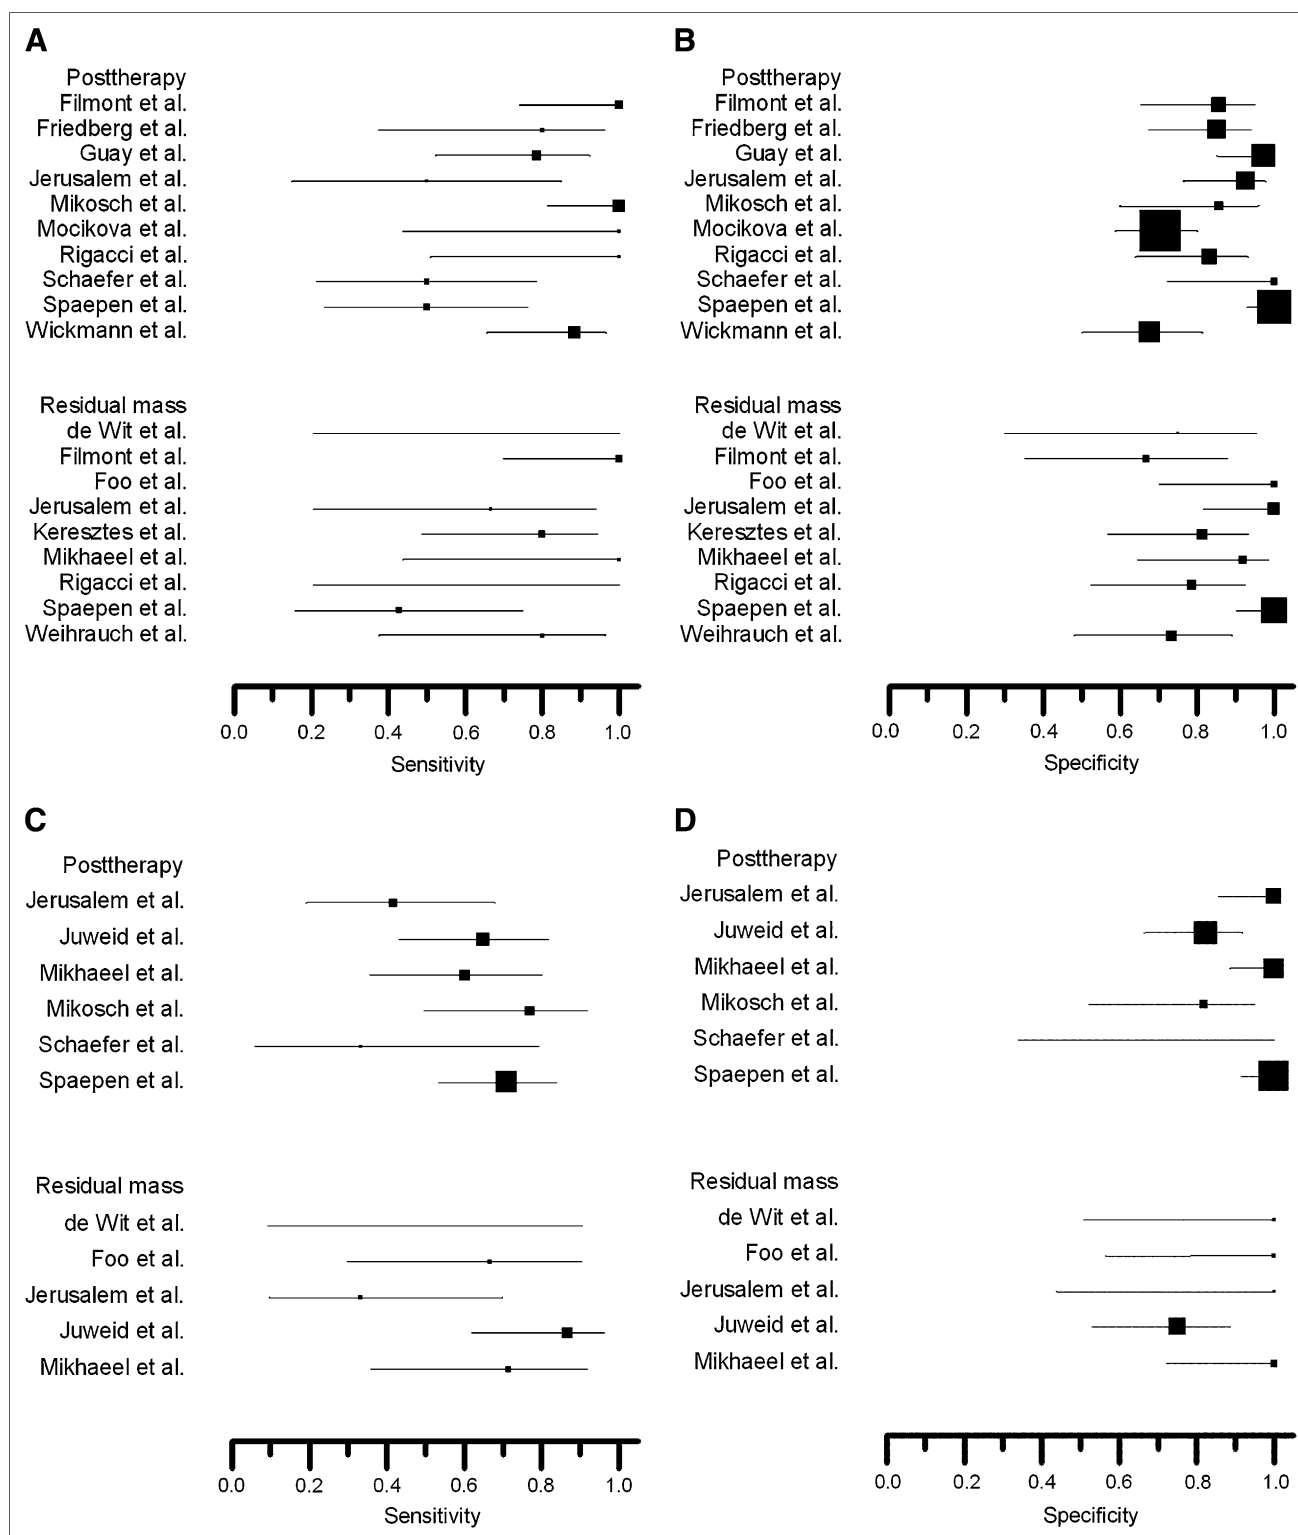 A
Posttherapy
Filmont et al.
Friedberg et al.
Guay et al.
Jerusalem et al.
Mikosch et al.
Mocikova et al.
Rigacci et al.
Schaefer et al.
Spaepen et al.
Wickmann et al.
Residual mass
de Wit et al.
Filmont et al.
Foo et al.
Jerusalem et al.
Keresztes et al.
Mikhaeel et al.
Rigacci et al.
Spaepen et al.
Weihrauch et al.
0.0 0.2 0.4 0.6 0.8 1.0
Sensitivity
B
Posttherapy
Filmont et al.
Friedberg et al.
Guay et al.
Jerusalem et al.
Mikosch et al.
Mocikova et al.
Rigacci et al.
Schaefer et al.
Spaepen et al.
Wickmann et al.
Residual mass
de Wit et al.
Filmont et al.
Foo et al.
Jerusalem et al.
Keresztes et al.
Mikhaeel et al.
Rigacci et al.
Spaepen et al.
Weihrauch et al.
0.0 0.2 0.4 0.6 0.8 1.0
Specificity
C
Posttherapy
Jerusalem et al.
Juweid et al.
Mikhaeel et al.
Mikosch et al.
Schaefer et al.
Spaepen et al.
Residual mass
de Wit et al.
Foo et al.
Jerusalem et al.
Juweid et al.
Mikhaeel et al.
0.0 0.2 0.4 0.6 0.8 1.0
Sensitivity
D
Posttherapy
Jerusalem et al.
Juweid et al.
Mikhaeel et al.
Mikosch et al.
Schaefer et al.
Spaepen et al.
Residual mass
de Wit et al.
Foo et al.
Jerusalem et al.
Juweid et al.
Mikhaeel et al.
0.0 0.2 0.4 0.6 0.8 1.0
Specificity